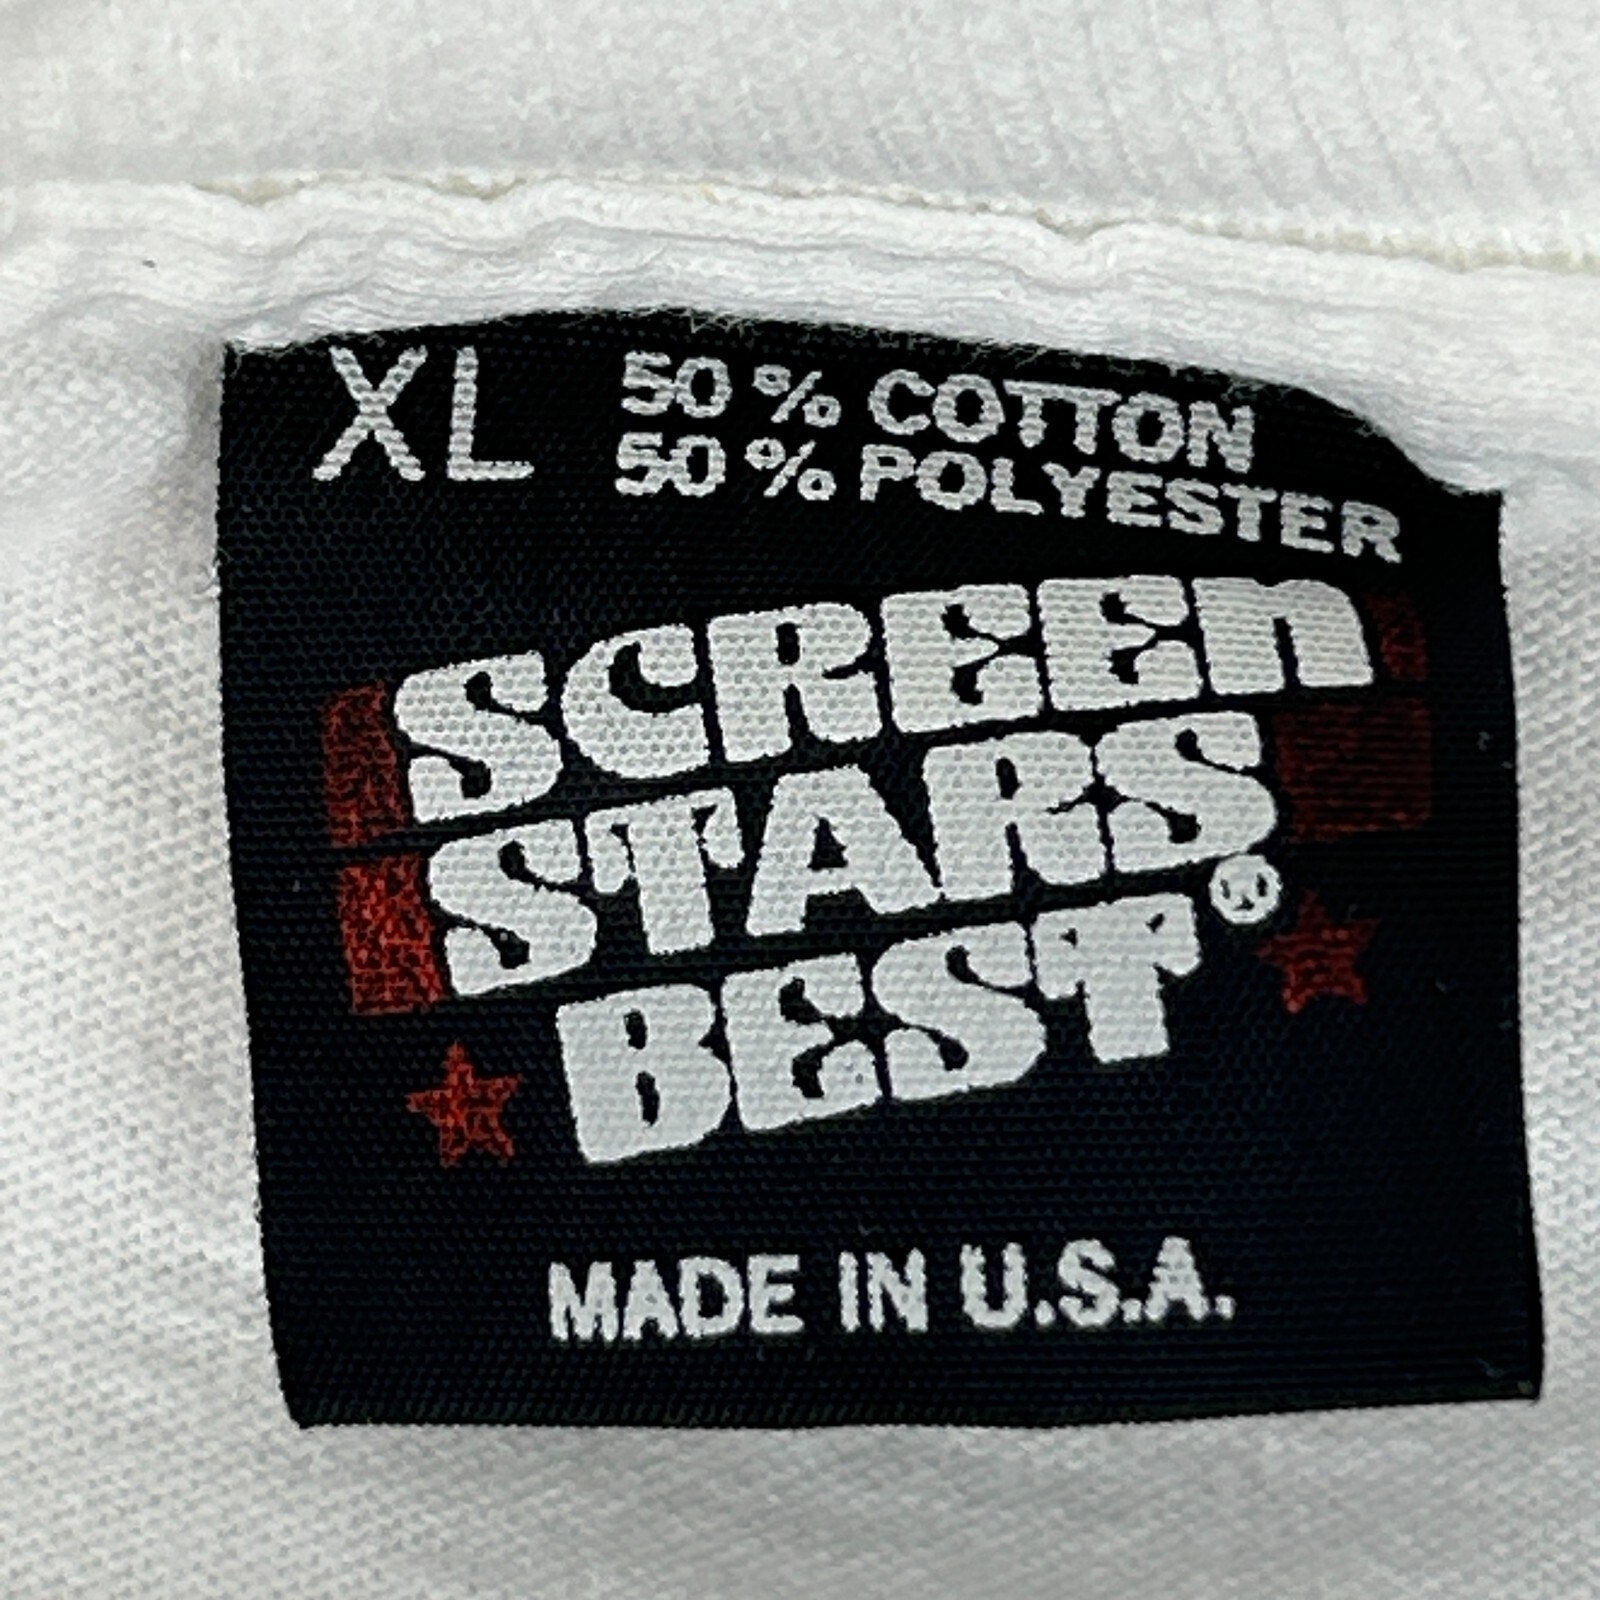 XL
50% COTTON
50% POLYESTER
SCREEN
STARS
BEST®
MADE IN U.S.A.